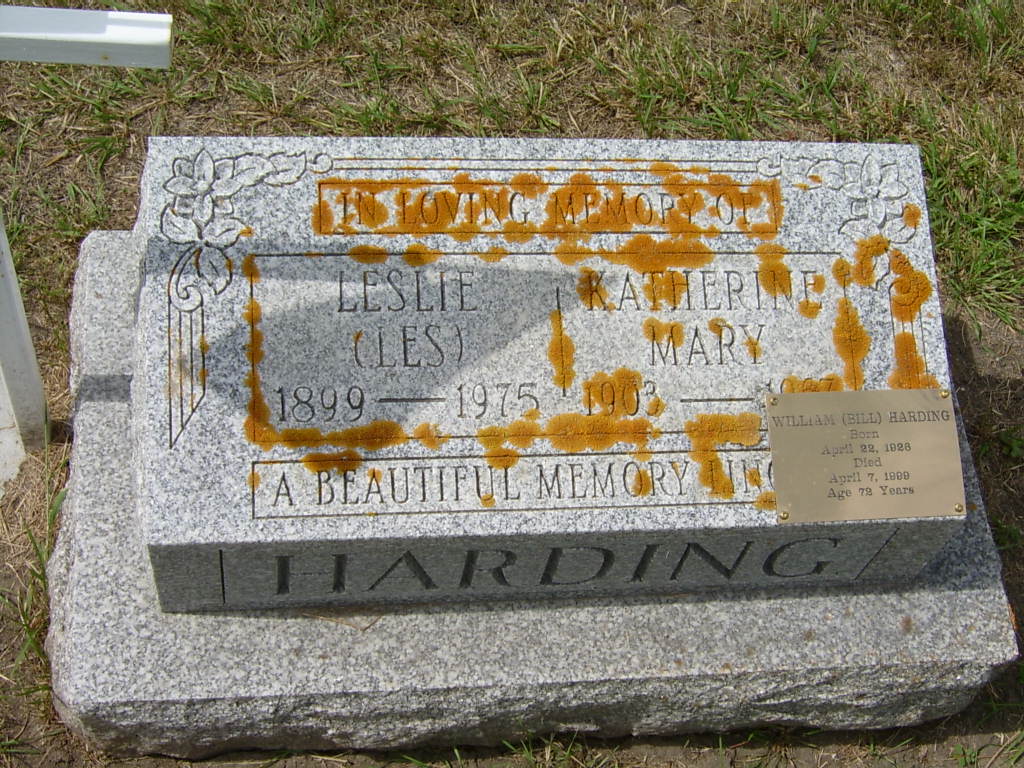 IN LOVING MEMORY OF
LESLIE
(LES)
1899 — 1975
KATHERINE
MARY
1903 —
A BEAUTIFUL MEMORY
WILLIAM (BILL) HARDING
Born
April 22, 1926
Died
April 7, 1999
Age 72 Years
HARDING